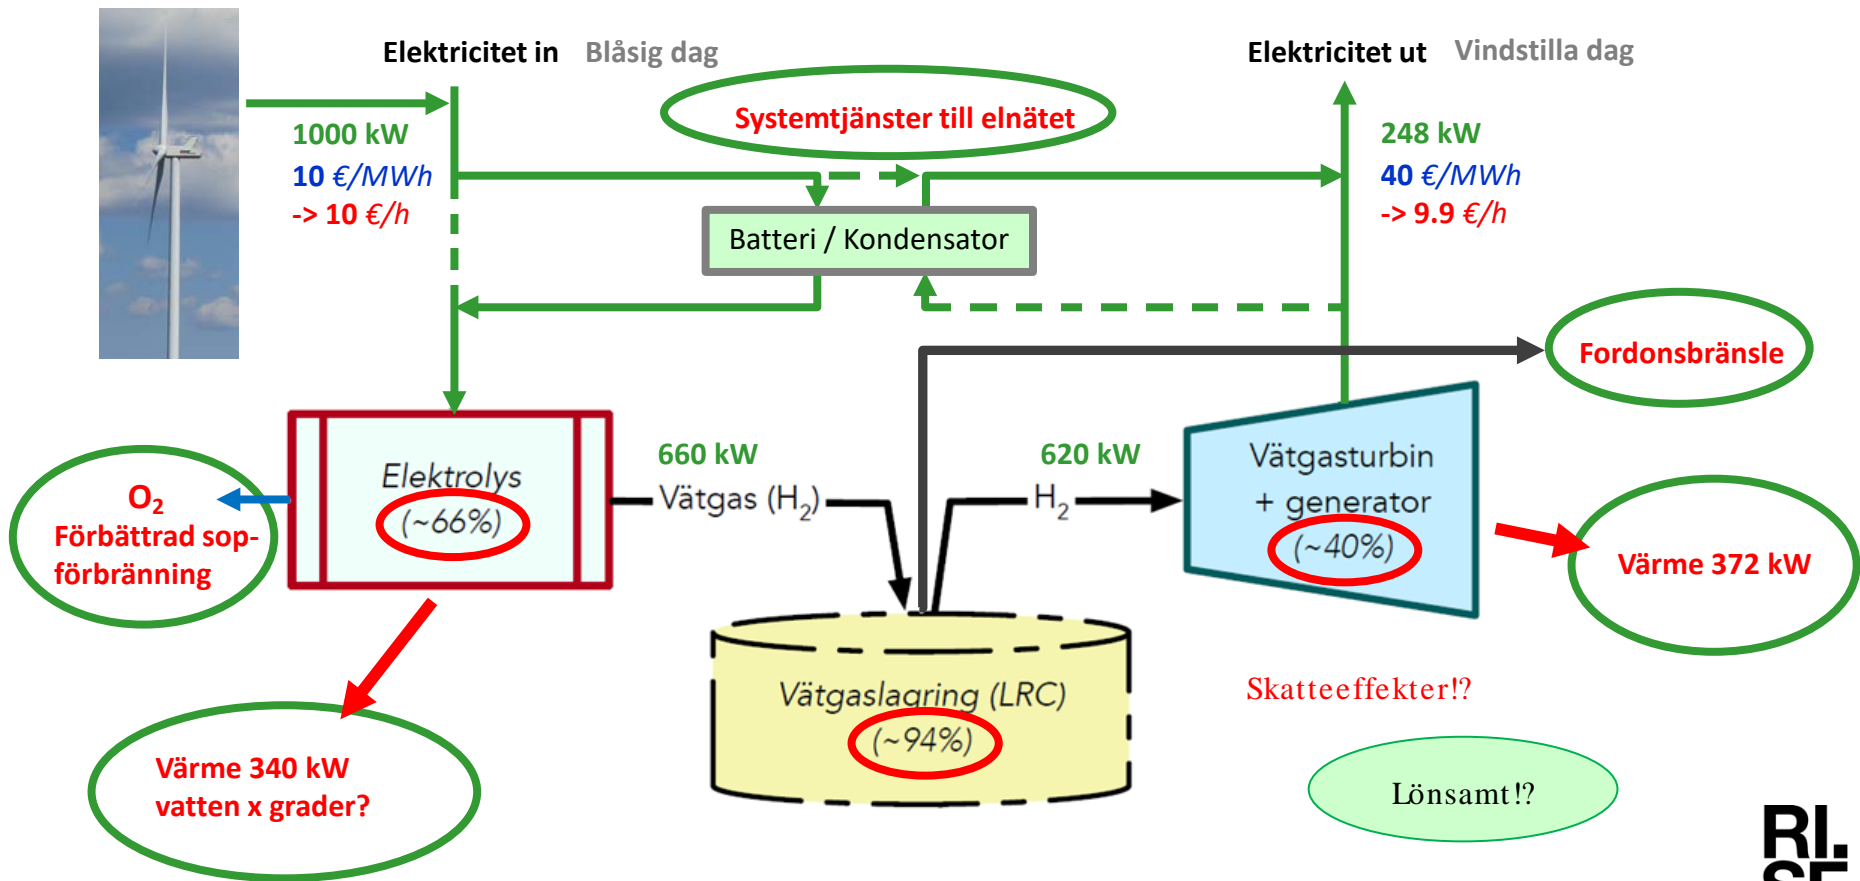 Elektricitet in Blåsig dag
Elektricitet ut Vindstilla dag
1000 kW
10 €/MWh
-> 10 €/h
Systemtjänster till elnätet
248 kW
40 €/MWh
-> 9.9 €/h
Batteri / Kondensator
Fordonsbränsle
Elektrolys
(~66%)
660 kW
Vätgas (H₂)
620 kW
H₂
Vätgasturbin
+ generator
(~40%)
O₂
Förbättrad sop-
förbränning
Värme 372 kW
Vätgaslagring (LRC)
(~94%)
Skatteeffekter!?
Värme 340 kW
vatten x grader?
Lönsamt!?
RI.
SE